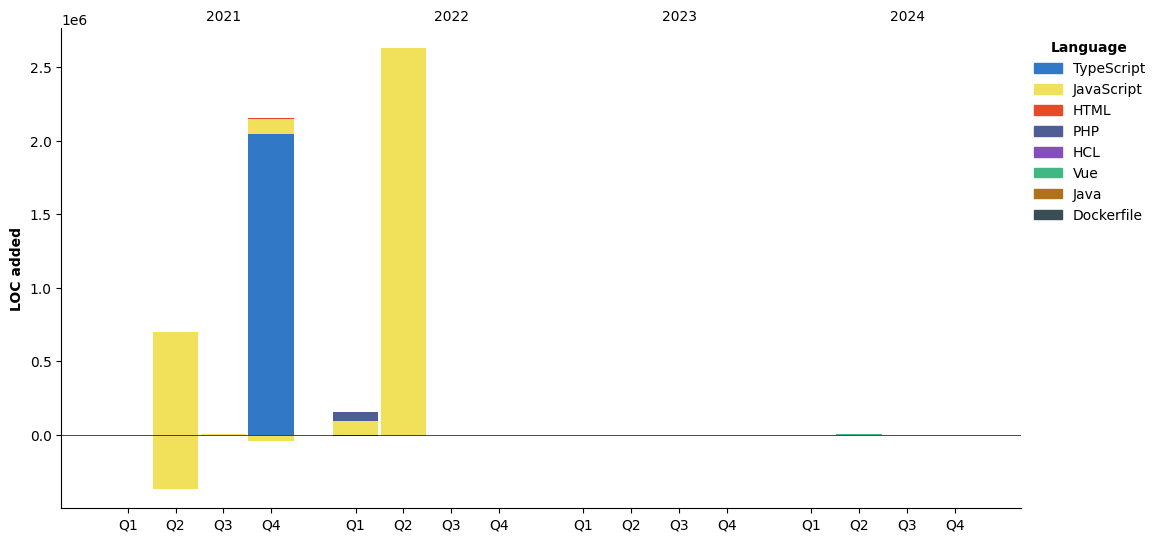 2021 2022 2023 2024
1e6
2.5
2.0
1.5
1.0
0.5
0.0
LOC added
Q1 Q2 Q3 Q4 Q1 Q2 Q3 Q4 Q1 Q2 Q3 Q4 Q1 Q2 Q3 Q4
Language
TypeScript
JavaScript
HTML
PHP
HCL
Vue
Java
Dockerfile